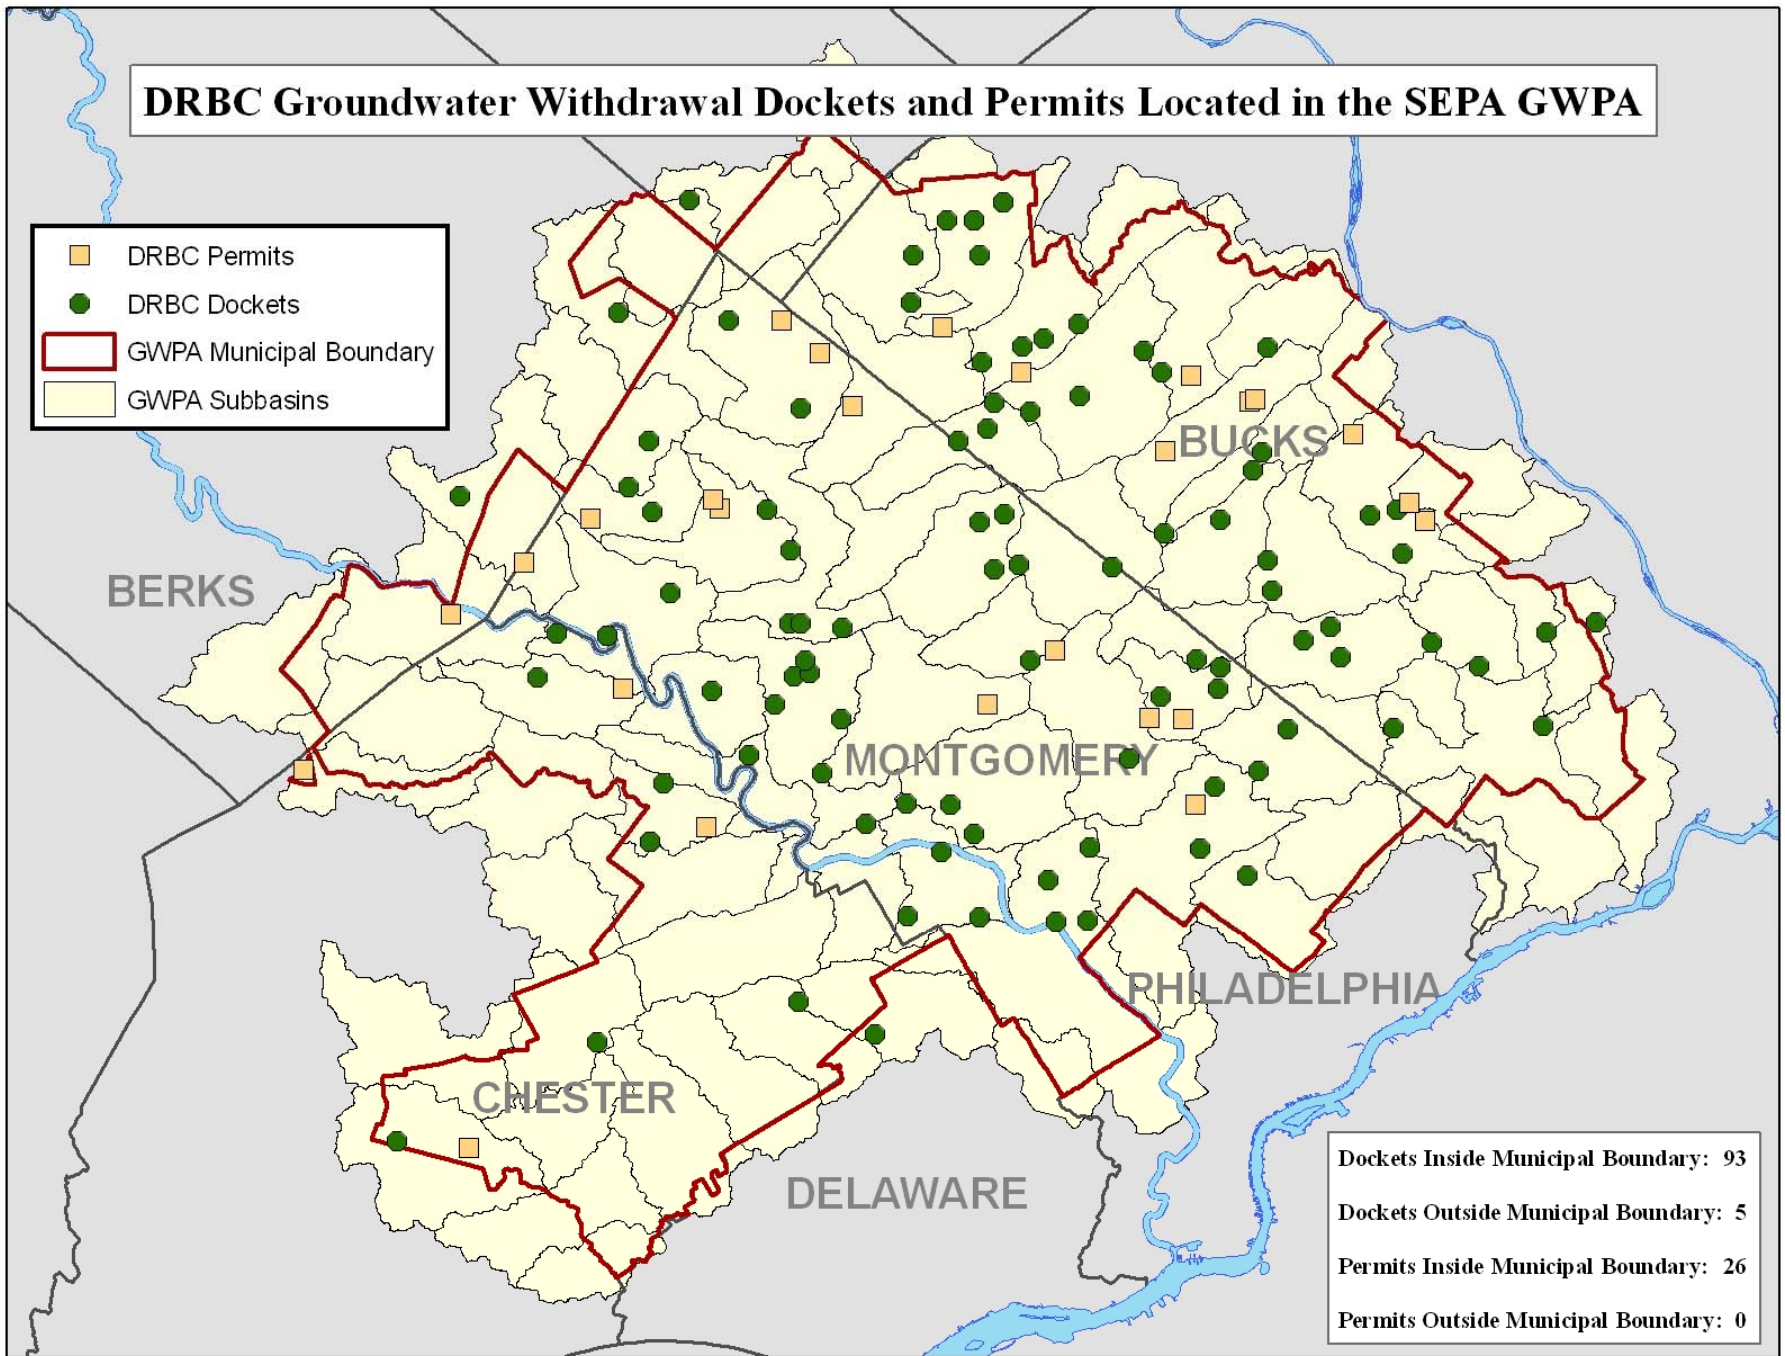 DRBC Groundwater Withdrawal Dockets and Permits Located in the SEPA GWPA
DRBC Permits
DRBC Dockets
GWPA Municipal Boundary
GWPA Subbasins
BUCKS
BERKS
MONTGOMERY
PHILADELPHIA
CHESTER
DELAWARE
Dockets Inside Municipal Boundary: 93
Dockets Outside Municipal Boundary: 5
Permits Inside Municipal Boundary: 26
Permits Outside Municipal Boundary: 0